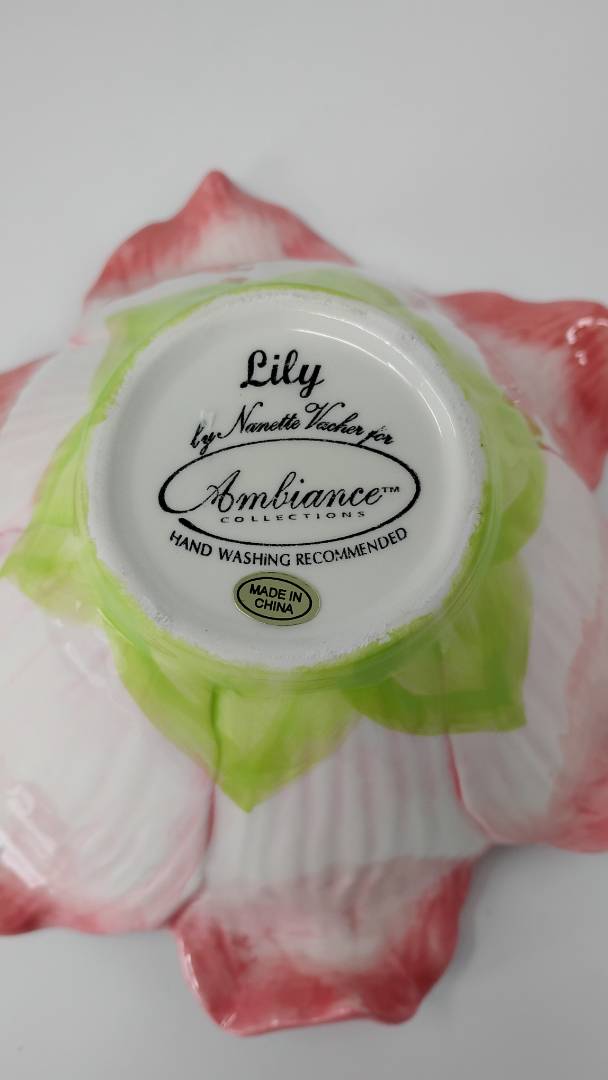 Lily
by Nanette Vacher for
Ambiance™
COLLECTIONS
HAND WASHING RECOMMENDED
MADE IN
CHINA